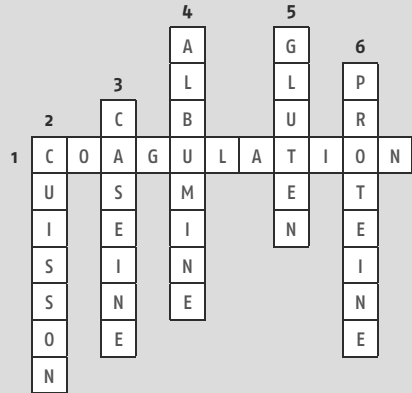 4 5
A G 6
3 L L P
2 C B U R
1 C O A G U L A T I O N
U S M E T
I E I N E
S I N I
S N E N
O E E
N